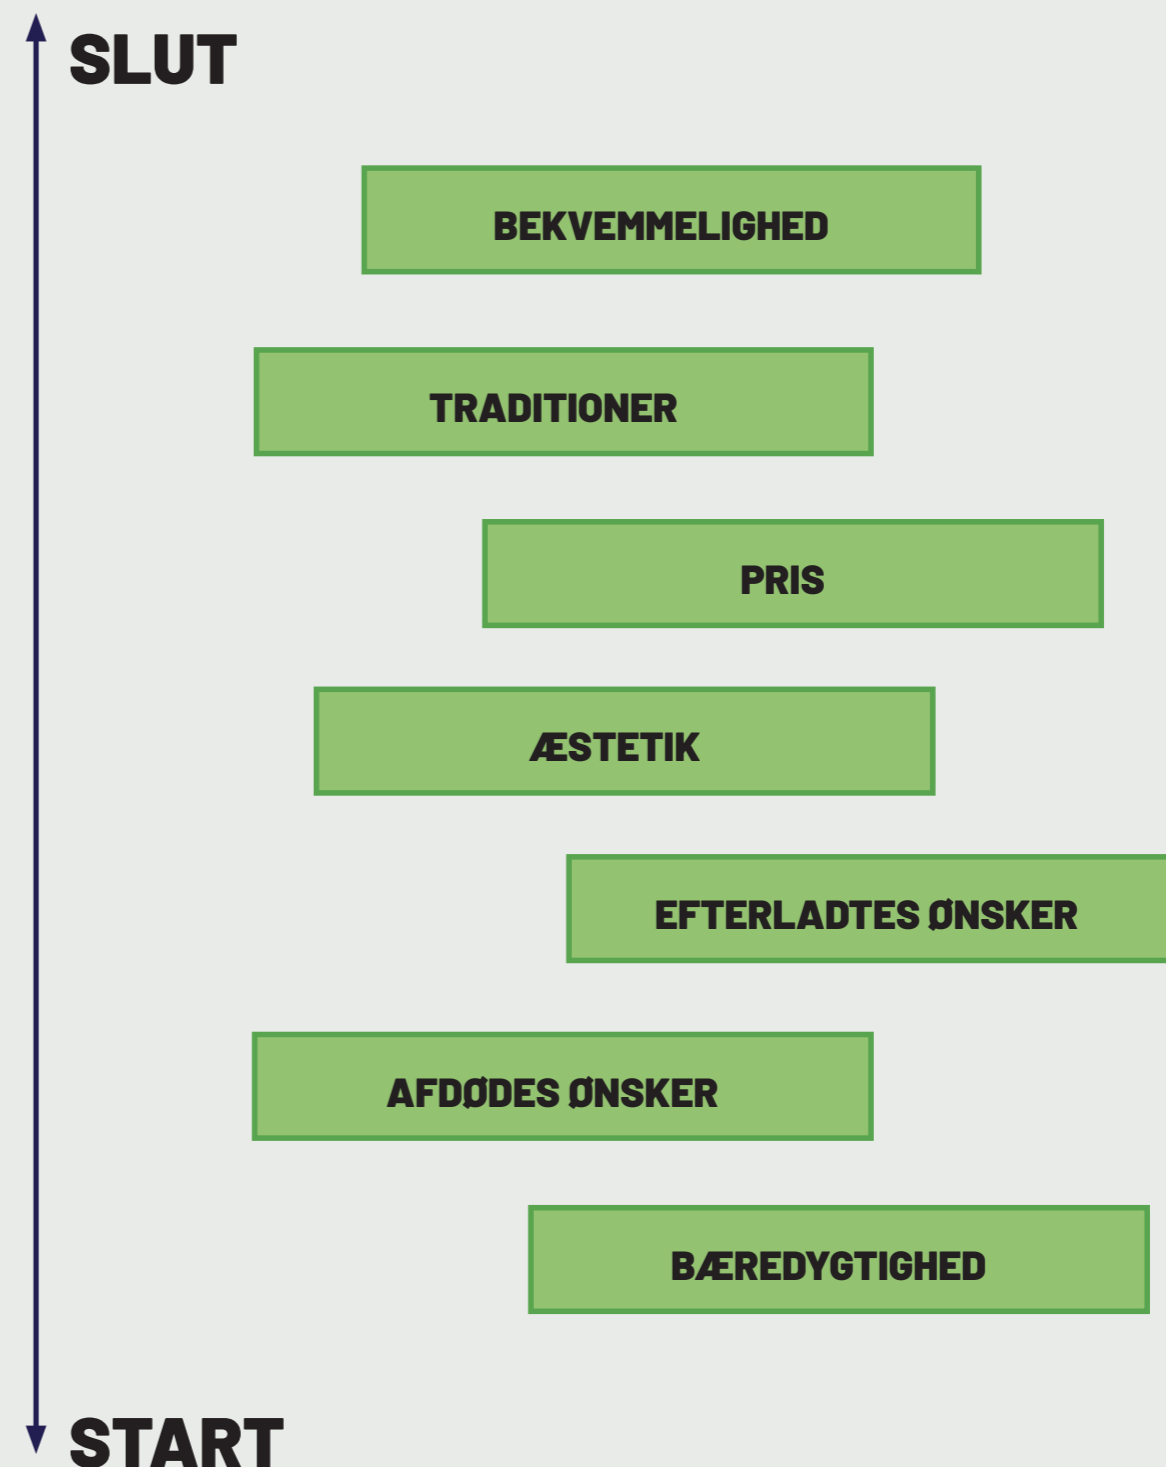 SLUT
BEKVEMMELIGHED
TRADITIONER
PRIS
ÆSTETIK
EFTERLADTES ØNSKER
AFDØDES ØNSKER
BÆREDYGTIGHED
START